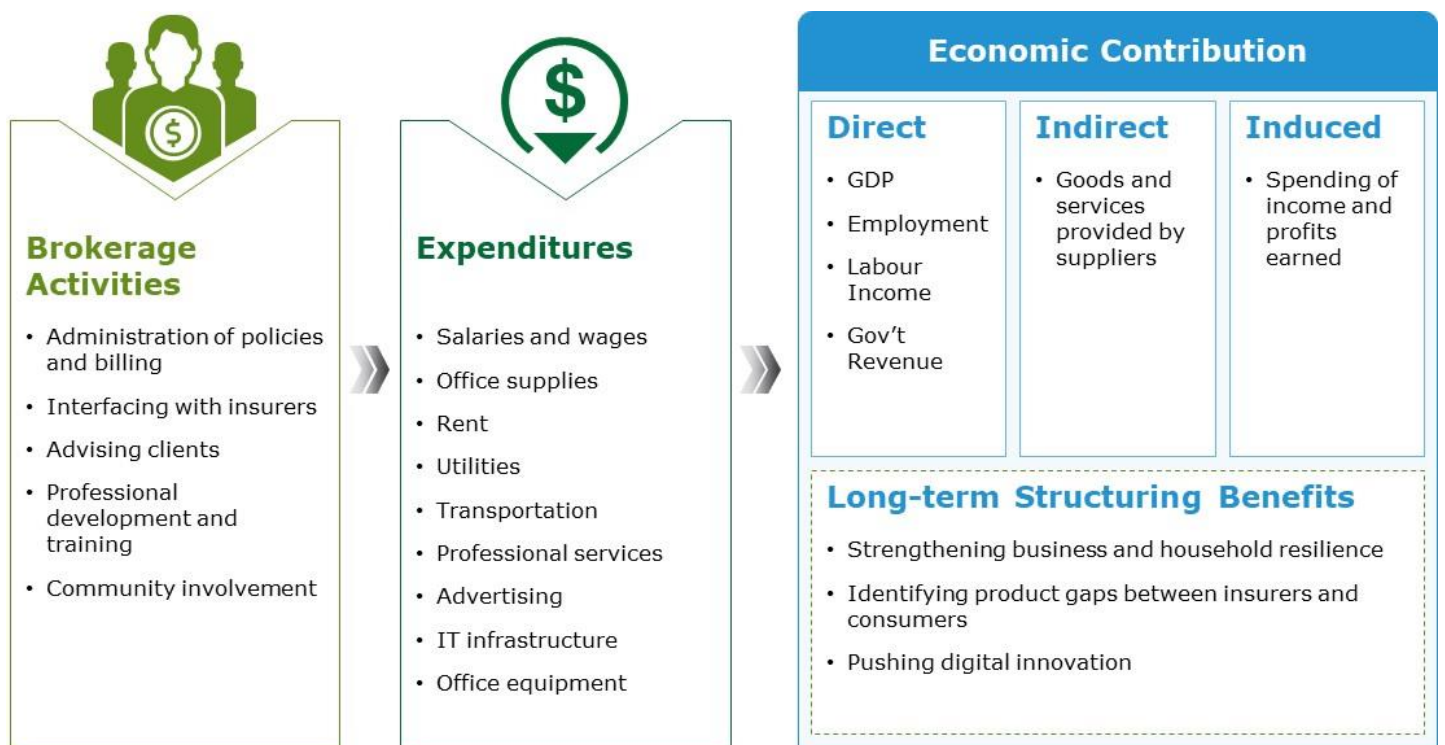 Brokerage
Activities
• Administration of policies
and billing
• Interfacing with insurers
• Advising clients
• Professional
development and
training
• Community involvement
$
$
Expenditures
• Salaries and wages
• Office supplies
• Rent
• Utilities
• Transportation
• Professional services
• Advertising
• IT infrastructure
• Office equipment
Economic Contribution
Direct
• GDP
• Employment
• Labour
Income
• Gov't
Revenue
Indirect
• Goods and
services
provided by
suppliers
Induced
• Spending of
income and
profits
earned
Long-term Structuring Benefits
• Strengthening business and household resilience
• Identifying product gaps between insurers and
consumers
• Pushing digital innovation